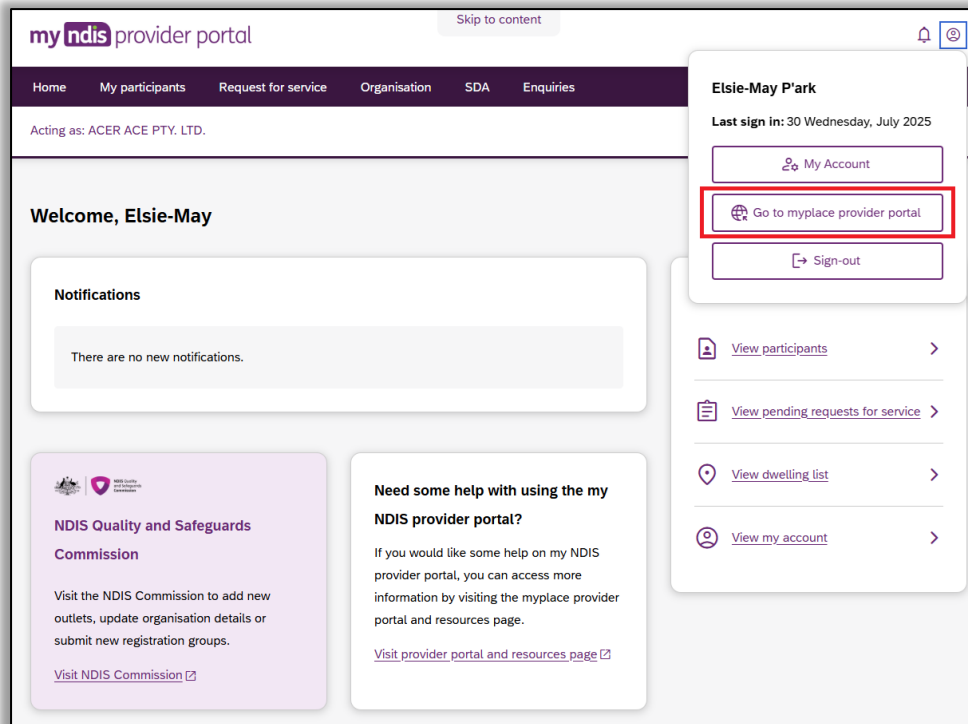 Skip to content
my ndis provider portal
Home My participants Request for service Organisation SDA Enquiries
Acting as: ACER ACE PTY. LTD.
Elsie-May P'ark
Last sign in: 30 Wednesday, July 2025
My Account
Go to myplace provider portal
Sign-out
Welcome, Elsie-May
Notifications
There are no new notifications.
View participants
View pending requests for service
View dwelling list
View my account
NDIS Quality
and Safeguards
Commission
NDIS Quality and Safeguards
Commission
Visit the NDIS Commission to add new
outlets, update organisation details or
submit new registration groups.
Visit NDIS Commission
Need some help with using the my
NDIS provider portal?
If you would like some help on my NDIS
provider portal, you can access more
information by visiting the myplace provider
portal and resources page.
Visit provider portal and resources page